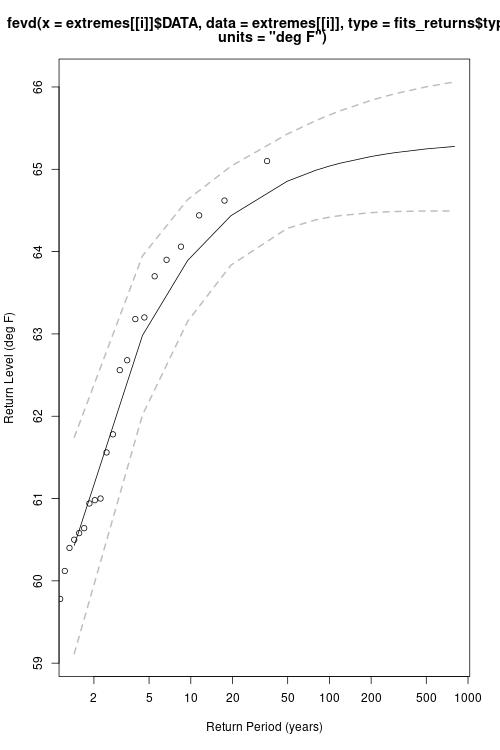 fevd(x = extremes[[i]]$DATA, data = extremes[[i]], type = fits_returns$typ
units = "deg F")
66
65
64
63
62
61
60
59
Return Level (deg F)
2 5 10 20 50 100 200 500 1000
Return Period (years)